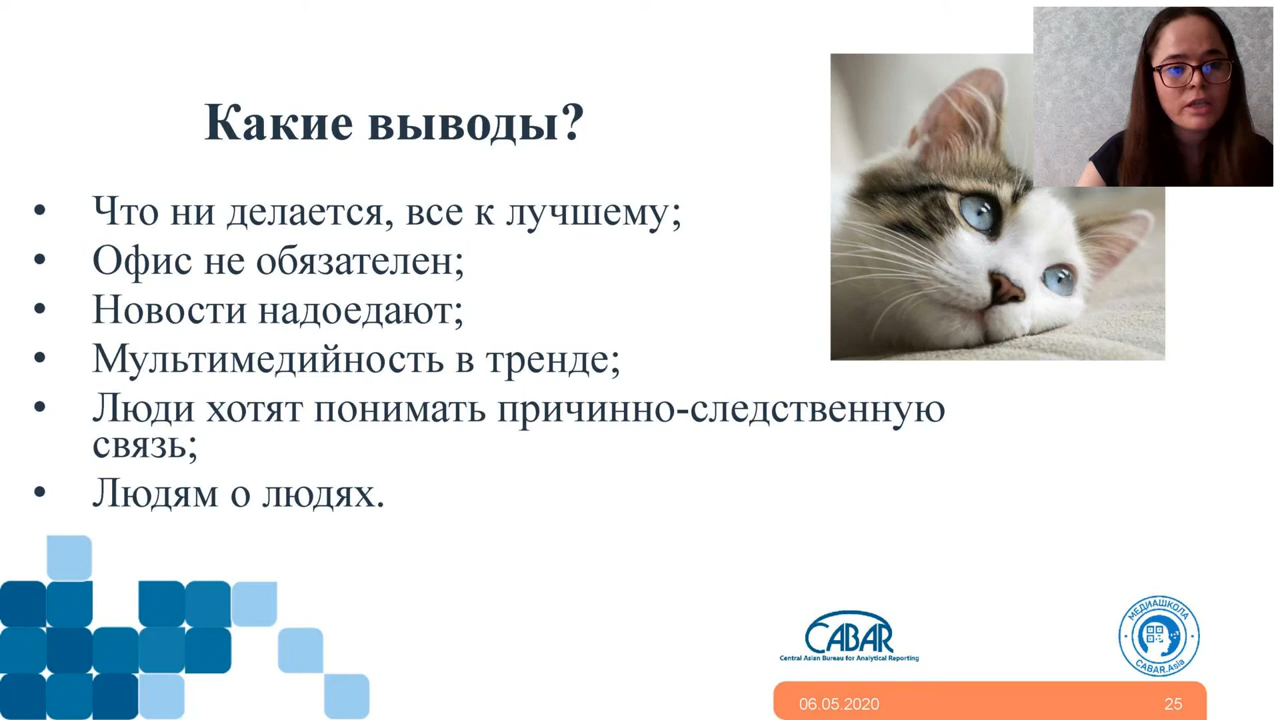 Какие выводы?
• Что ни делается, все к лучшему;
• Офис не обязателен;
• Новости надоедают;
• Мультимедийность в тренде;
• Люди хотят понимать причинно-следственную
связь;
• Людям о людях.
CABAR
Central Asian Bureau for Analytical Reporting
МЕДИАШКОЛА
CABAR.Asia
06.05.2020
25